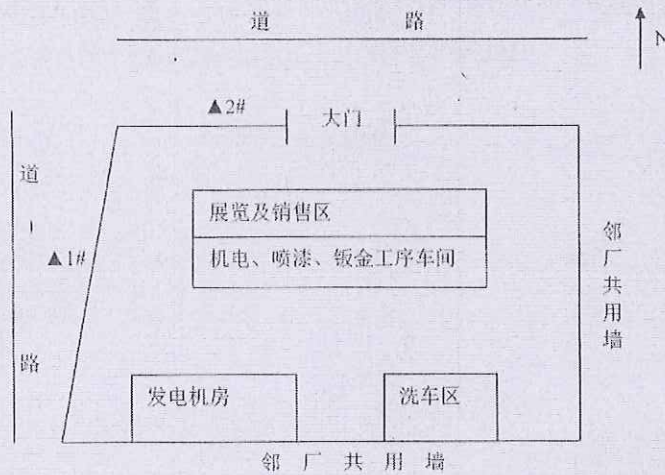 道 路
N
▲2#
大门
道
路
▲1#
展览及销售区
机电、喷漆、钣金工序车间
邻厂共用墙
发电机房
洗车区
邻 厂 共 用 墙